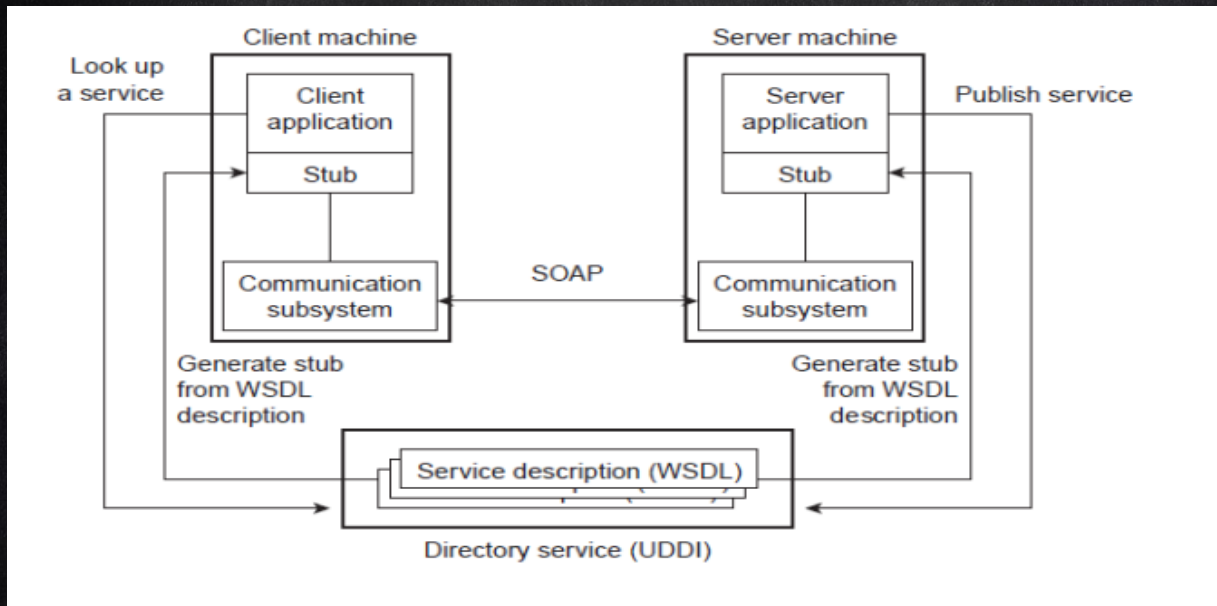 Client machine
Server machine
Look up
a service
Client
application
Server
application
Publish service
Stub
Stub
Communication
subsystem
SOAP
Communication
subsystem
Generate stub
from WSDL
description
Generate stub
from WSDL
description
Service description (WSDL)
Directory service (UDDI)